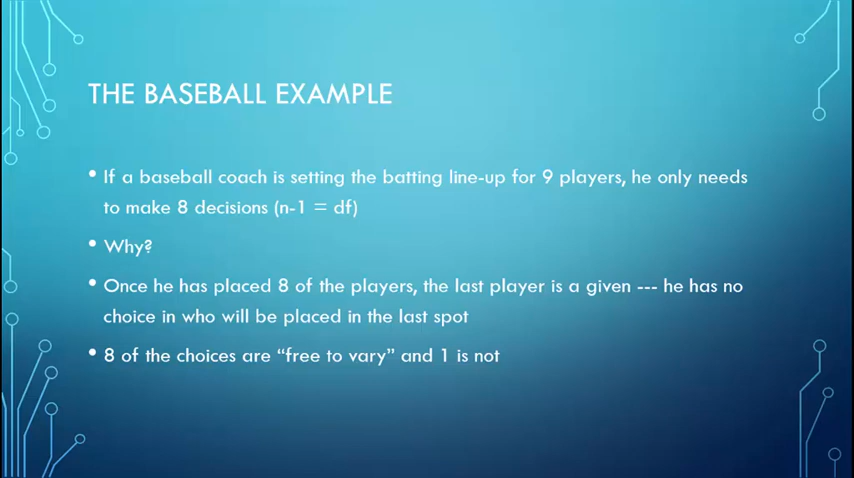 THE BASEBALL EXAMPLE
• If a baseball coach is setting the batting line-up for 9 players, he only needs
to make 8 decisions (n-1 = df)
• Why?
• Once he has placed 8 of the players, the last player is a given --- he has no
choice in who will be placed in the last spot
• 8 of the choices are “free to vary” and 1 is not